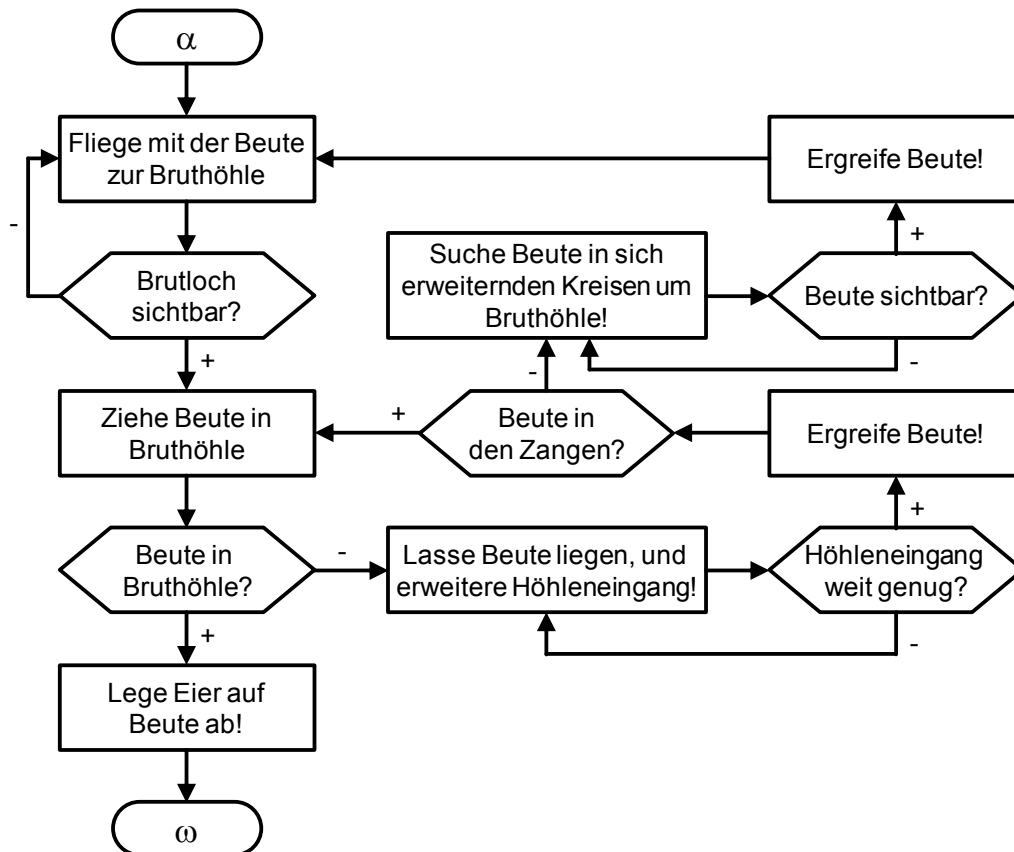 α
Fliege mit der Beute
zur Bruthöhle
Ergreife Beute!
-
+
Suche Beute in sich
erweiternden Kreisen um
Bruthöhle!
Brutloch
sichtbar?
Beute sichtbar?
+
-
-
Ziehe Beute in
Bruthöhle
+
Beute in
den Zangen?
Ergreife Beute!
+
Beute in
Bruthöhle?
-
Lasse Beute liegen, und
erweitere Höhleneingang!
Höhleneingang
weit genug?
+
-
Lege Eier auf
Beute ab!
ω